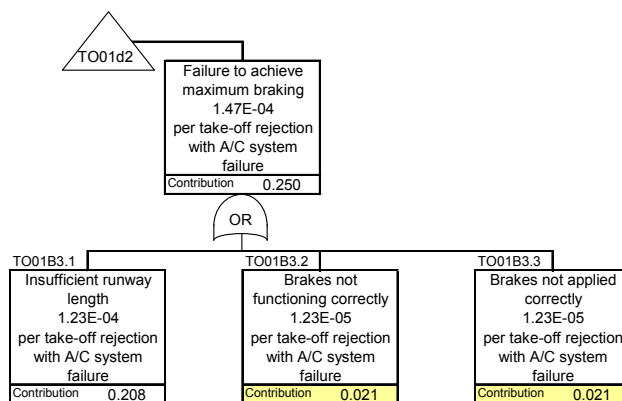 TO01d2
Failure to achieve
maximum braking
1.47E-04
per take-off rejection
with A/C system
failure
Contribution 0.250
OR
TO01B3.1
Insufficient runway
length
1.23E-04
per take-off rejection
with A/C system
failure
Contribution 0.208
TO01B3.2
Brakes not
functioning correctly
1.23E-05
per take-off rejection
with A/C system
failure
Contribution 0.021
TO01B3.3
Brakes not applied
correctly
1.23E-05
per take-off rejection
with A/C system
failure
Contribution 0.021